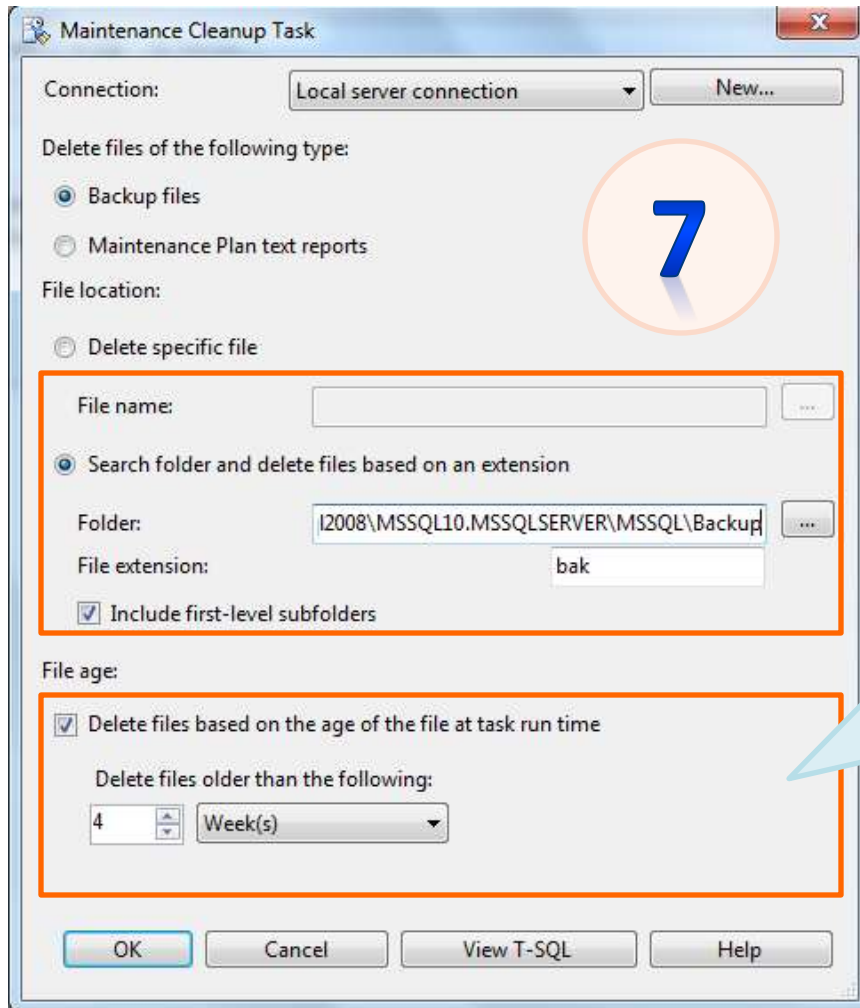 Maintenance Cleanup Task
Connection: Local server connection New...
Delete files of the following type:
Backup files
7
Maintenance Plan text reports
File location:
Delete specific file
File name: ...
Search folder and delete files based on an extension
Folder: l2008\MSSQL10.MSSQLSERVER\MSSQL\Backup ...
File extension: bak
Include first-level subfolders
File age:
Delete files based on the age of the file at task run time
Delete files older than the following:
4 Week(s)
OK Cancel View T-SQL Help